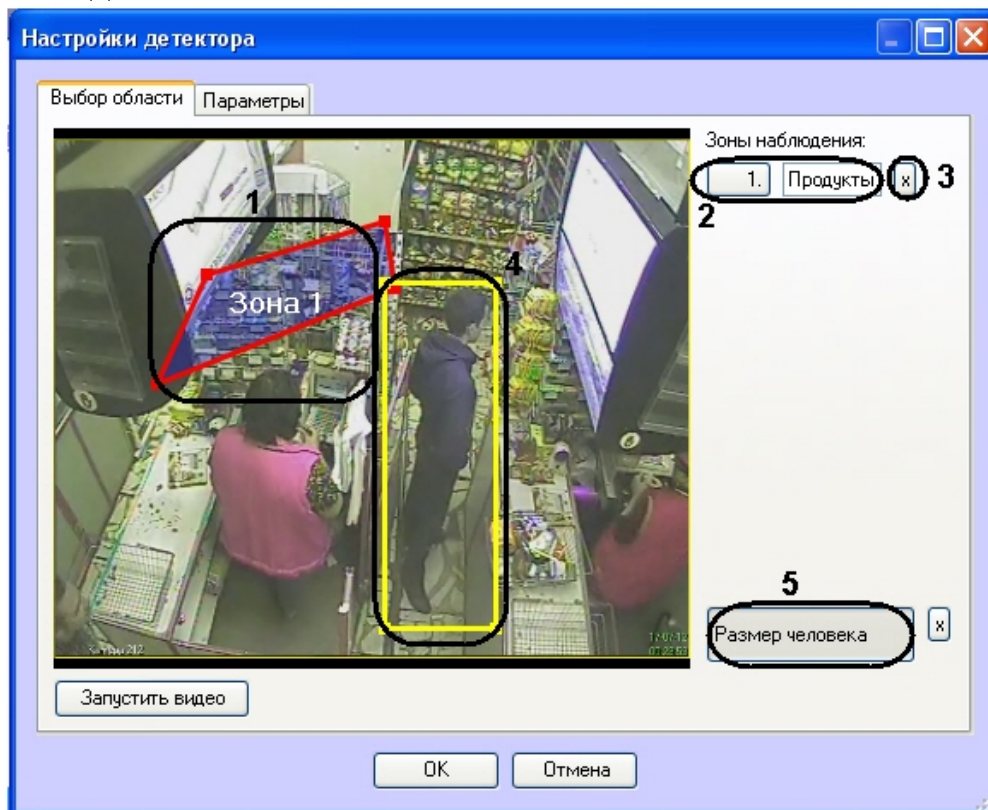 Настройки детектора
Выбор области
Параметры
Зоны наблюдения:
1. Продукты x 3
2
1
Зона 1
4
5
Размер человека x
Запустить видео
OK
Отмена